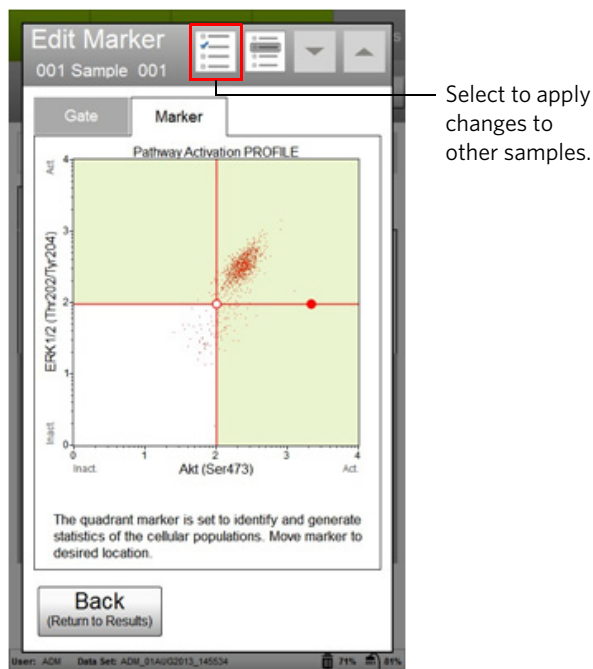 Edit Marker
001 Sample 001
Select to apply
changes to
other samples.
Gate
Marker
Pathway Activation PROFILE
Act.
4
3
2
1
0
Inact.
ERK1/2 (Thr202/Tyr204)
0 1 2 3 4
Inact. Akt (Ser473) Act.
The quadrant marker is set to identify and generate
statistics of the cellular populations. Move marker to
desired location.
Back
(Return to Results)
User: ADM Data Set: ADM_01AUG2013_145534 71% 81%